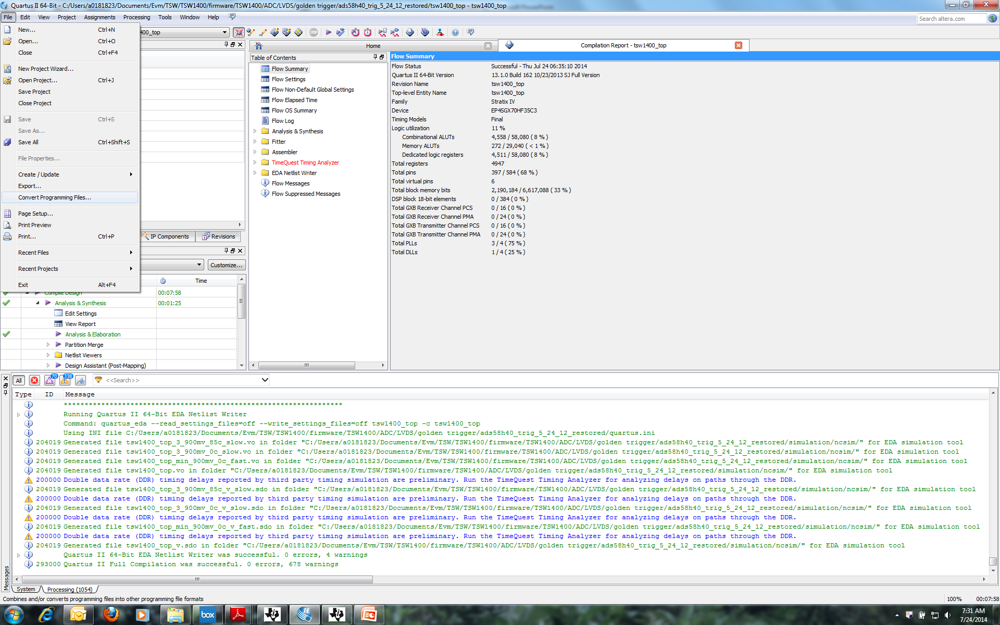 Quartus II 64-Bit - C:/Users/a0181823/Documents/Evm/TSW/TSW1400/firmware/TSW1400/ADC/LVDS/golden trigger/ads58h40_trig_5_24_12_restored/tsw1400_top - tsw1400_top
File Edit View Project Assignments Processing Tools Window Help
Search altera.com
New... Ctrl+N
Open... Ctrl+O
Close Ctrl+F4
New Project Wizard...
Open Project... Ctrl+J
Save Project
Close Project
Save Ctrl+S
Save As...
Save All Ctrl+Shift+S
File Properties...
Create / Update
Export...
Convert Programming Files...
Page Setup...
Print Preview
Print... Ctrl+P
Recent Files
Recent Projects
Exit Alt+F4
400_top
STOP
IP Components
Revisions
Customize...
Time
Compile Design 00:07:58
Analysis & Synthesis 00:01:25
Edit Settings
View Report
Analysis & Elaboration
Partition Merge
Netlist Viewers
Design Assistant (Post-Mapping)
Home
Compilation Report - tsw1400_top
Table of Contents
Flow Summary
Flow Settings
Flow Non-Default Global Settings
Flow Elapsed Time
Flow OS Summary
Flow Log
Analysis & Synthesis
Fitter
Assembler
TimeQuest Timing Analyzer
EDA Netlist Writer
Flow Messages
Flow Suppressed Messages
Flow Summary
Flow Status Successful - Thu Jul 24 06:35:10 2014
Quartus II 64-Bit Version 13.1.0 Build 162 10/23/2013 SJ Full Version
Revision Name tsw1400_top
Top-level Entity Name tsw1400_top
Family Stratix IV
Device EP4SGX70HF35C3
Timing Models Final
Logic utilization 11 %
Combinational ALUTs 4,558 / 58,080 ( 8 % )
Memory ALUTs 272 / 29,040 ( < 1 % )
Dedicated logic registers 4,511 / 58,080 ( 8 % )
Total registers 4947
Total pins 397 / 584 ( 68 % )
Total virtual pins 6
Total block memory bits 2,190,184 / 6,617,088 ( 33 % )
DSP block 18-bit elements 0 / 384 ( 0 % )
Total GXB Receiver Channel PCS 0 / 16 ( 0 % )
Total GXB Receiver Channel PMA 0 / 24 ( 0 % )
Total GXB Transmitter Channel PCS 0 / 16 ( 0 % )
Total GXB Transmitter Channel PMA 0 / 24 ( 0 % )
Total PLLs 3 / 4 ( 75 % )
Total DLLs 1 / 4 ( 25 % )
All 70 338 <<Search>>
Type ID Message
*******************************************************************
Running Quartus II 64-Bit EDA Netlist Writer
Command: quartus_eda --read_settings_files=off --write_settings_files=off tsw1400_top -c tsw1400_top
Using INI file C:/Users/a0181823/Documents/Evm/TSW/TSW1400/firmware/TSW1400/ADC/LVDS/golden trigger/ads58h40_trig_5_24_12_restored/quartus.ini
204019 Generated file tsw1400_top_3_900mv_85c_slow.vo in folder "C:/Users/a0181823/Documents/Evm/TSW/TSW1400/firmware/TSW1400/ADC/LVDS/golden trigger/ads58h40_trig_5_24_12_restored/simulation/ncsim/" for EDA simulation tool
204019 Generated file tsw1400_top_3_900mv_0c_slow.vo in folder "C:/Users/a0181823/Documents/Evm/TSW/TSW1400/firmware/TSW1400/ADC/LVDS/golden trigger/ads58h40_trig_5_24_12_restored/simulation/ncsim/" for EDA simulation tool
204019 Generated file tsw1400_top_min_900mv_0c_fast.vo in folder "C:/Users/a0181823/Documents/Evm/TSW/TSW1400/firmware/TSW1400/ADC/LVDS/golden trigger/ads58h40_trig_5_24_12_restored/simulation/ncsim/" for EDA simulation tool
204019 Generated file tsw1400_top.vo in folder "C:/Users/a0181823/Documents/Evm/TSW/TSW1400/firmware/TSW1400/ADC/LVDS/golden trigger/ads58h40_trig_5_24_12_restored/simulation/ncsim/" for EDA simulation tool
200000 Double data rate (DDR) timing delays reported by third party timing simulation are preliminary. Run the TimeQuest Timing Analyzer for analyzing delays on paths through the DDR.
204019 Generated file tsw1400_top_3_900mv_85c_v_slow.sdo in folder "C:/Users/a0181823/Documents/Evm/TSW/TSW1400/firmware/TSW1400/ADC/LVDS/golden trigger/ads58h40_trig_5_24_12_restored/simulation/ncsim/" for EDA simulation tool
200000 Double data rate (DDR) timing delays reported by third party timing simulation are preliminary. Run the TimeQuest Timing Analyzer for analyzing delays on paths through the DDR.
204019 Generated file tsw1400_top_3_900mv_0c_v_slow.sdo in folder "C:/Users/a0181823/Documents/Evm/TSW/TSW1400/firmware/TSW1400/ADC/LVDS/golden trigger/ads58h40_trig_5_24_12_restored/simulation/ncsim/" for EDA simulation tool
200000 Double data rate (DDR) timing delays reported by third party timing simulation are preliminary. Run the TimeQuest Timing Analyzer for analyzing delays on paths through the DDR.
204019 Generated file tsw1400_top_min_900mv_0c_v_fast.sdo in folder "C:/Users/a0181823/Documents/Evm/TSW/TSW1400/firmware/TSW1400/ADC/LVDS/golden trigger/ads58h40_trig_5_24_12_restored/simulation/ncsim/" for EDA simulation tool
200000 Double data rate (DDR) timing delays reported by third party timing simulation are preliminary. Run the TimeQuest Timing Analyzer for analyzing delays on paths through the DDR.
204019 Generated file tsw1400_top_v.sdo in folder "C:/Users/a0181823/Documents/Evm/TSW/TSW1400/firmware/TSW1400/ADC/LVDS/golden trigger/ads58h40_trig_5_24_12_restored/simulation/ncsim/" for EDA simulation tool
Quartus II 64-Bit EDA Netlist Writer was successful. 0 errors, 4 warnings
293000 Quartus II Full Compilation was successful. 0 errors, 678 warnings
Messages
System Processing (1054)
Combines and/or converts programming files into other programming file formats
100% 00:07:58
box
7:31 AM
7/24/2014